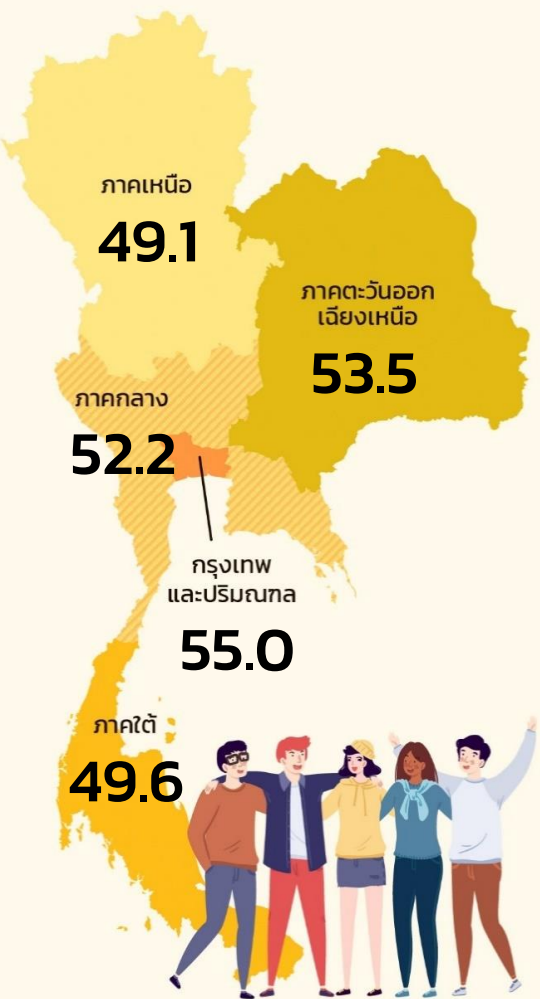 ภาคเหนือ
49.1
ภาคตะวันออก
เฉียงเหนือ
53.5
ภาคกลาง
52.2
กรุงเทพ
และปริมณฑล
55.0
ภาคใต้
49.6